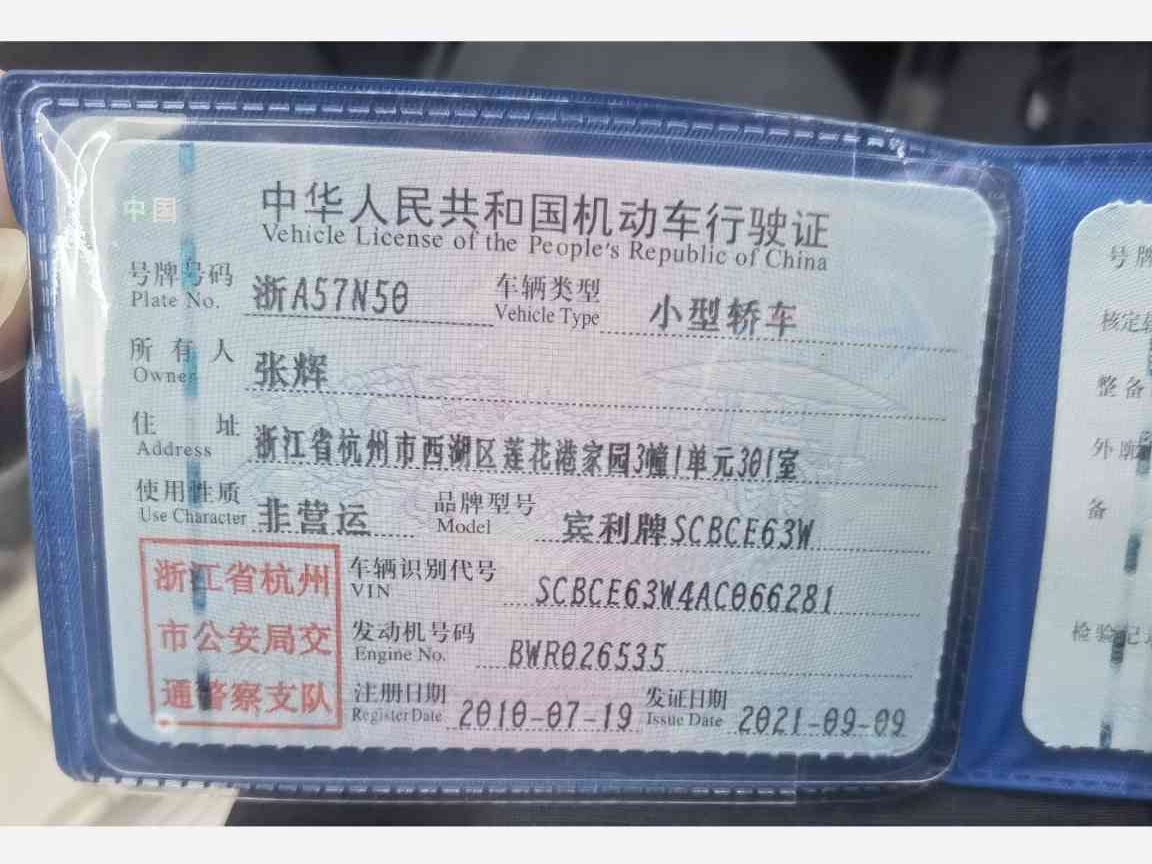 中国
中华人民共和国机动车行驶证
Vehicle License of the People's Republic of China
号牌号码 浙A57N50 车辆类型 小型轿车
Plate No. Vehicle Type
所有人 张辉
Owner
住址 浙江省杭州市西湖区莲花港家园3幢1单元301室
Address
使用性质 非营运 品牌型号 宾利牌SCBCE63W
Use Character Model
浙江省杭州
市公安局交
通警察支队
车辆识别代号 SCBCE63W4AC066281
VIN
发动机号码 BWR026535
Engine No.
注册日期 2010-07-19 发证日期 2021-09-09
Register Date Issue Date
号牌
核定
整备
外廓
备
检验记